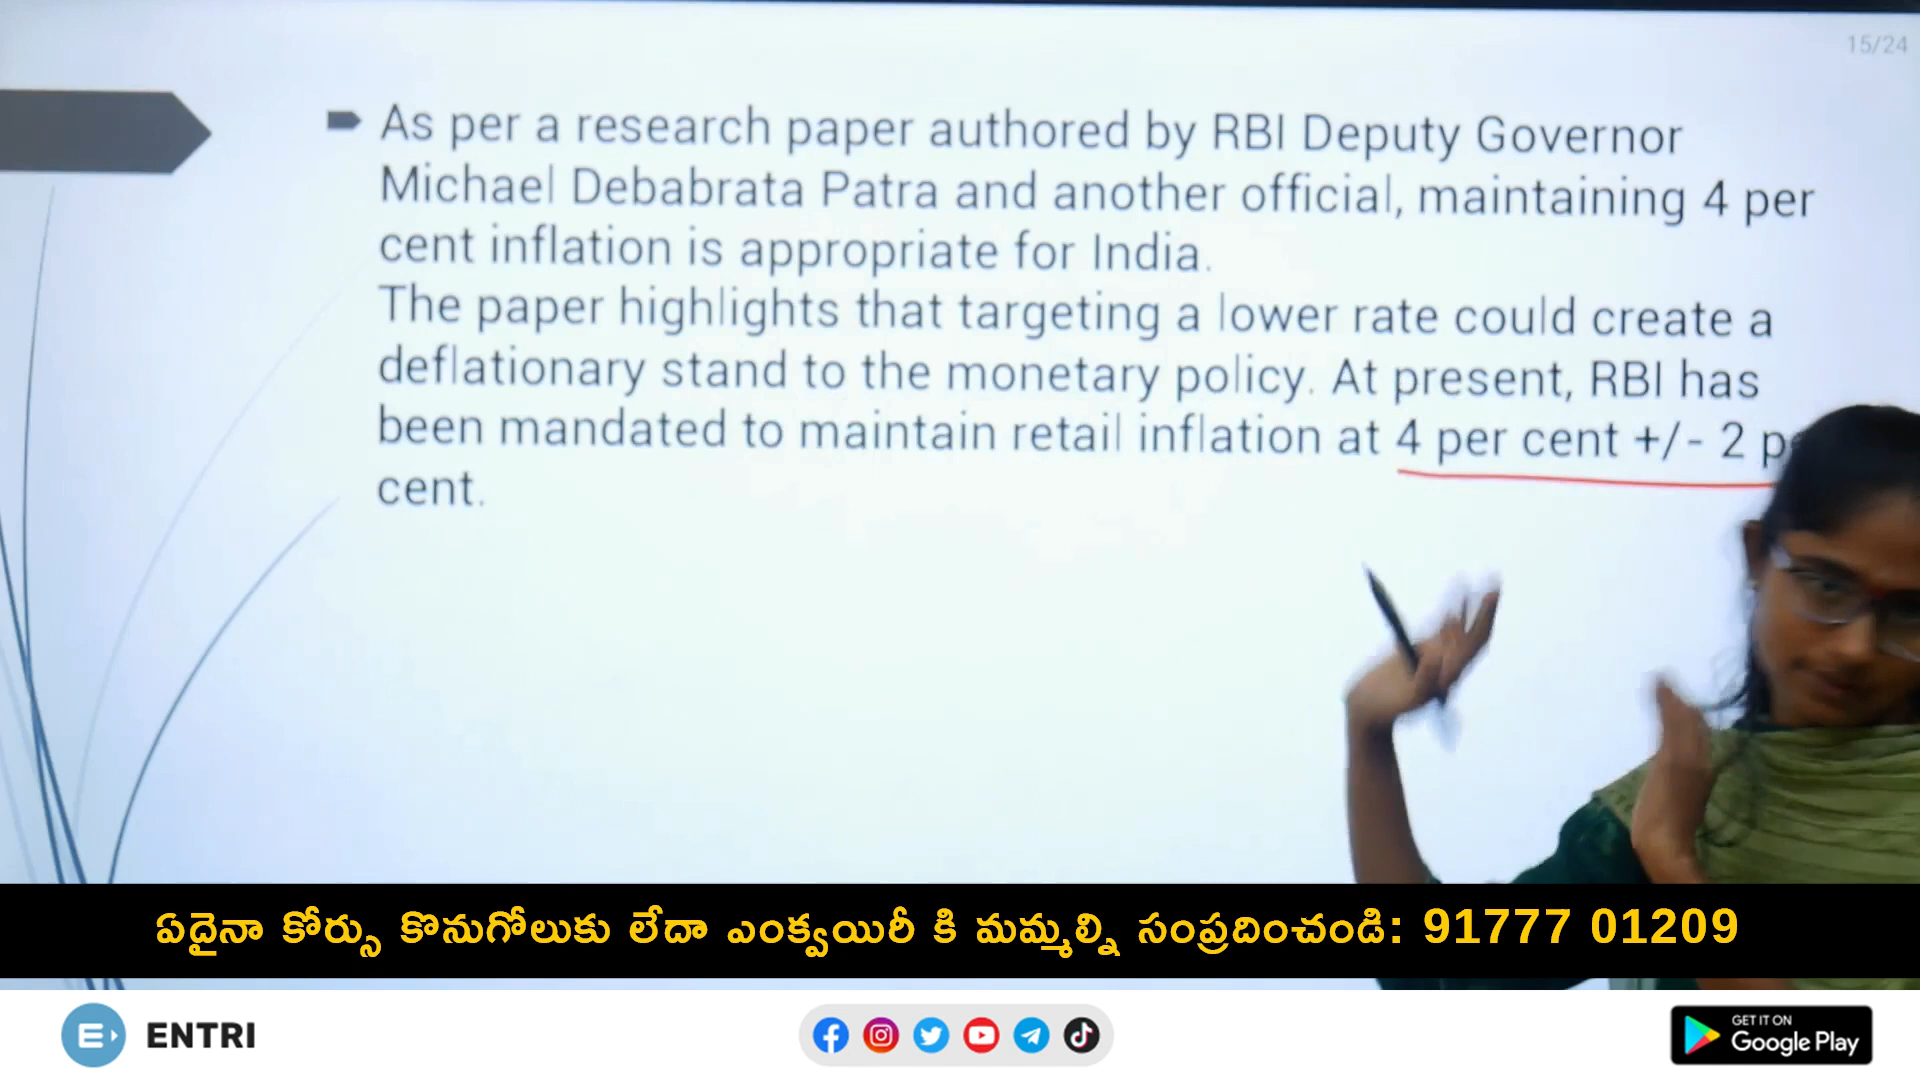 15/24
As per a research paper authored by RBI Deputy Governor
Michael Debabrata Patra and another official, maintaining 4 per
cent inflation is appropriate for India.
The paper highlights that targeting a lower rate could create a
deflationary stand to the monetary policy. At present, RBI has
been mandated to maintain retail inflation at 4 per cent +/- 2
cent.
ఏదైనా కోర్సు కొనుగోలుకు లేదా ఎంక్వయిరీ కి మమ్మల్ని సంప్రదించండి: 91777 01209
ENTRI
GET IT ON
Google Play